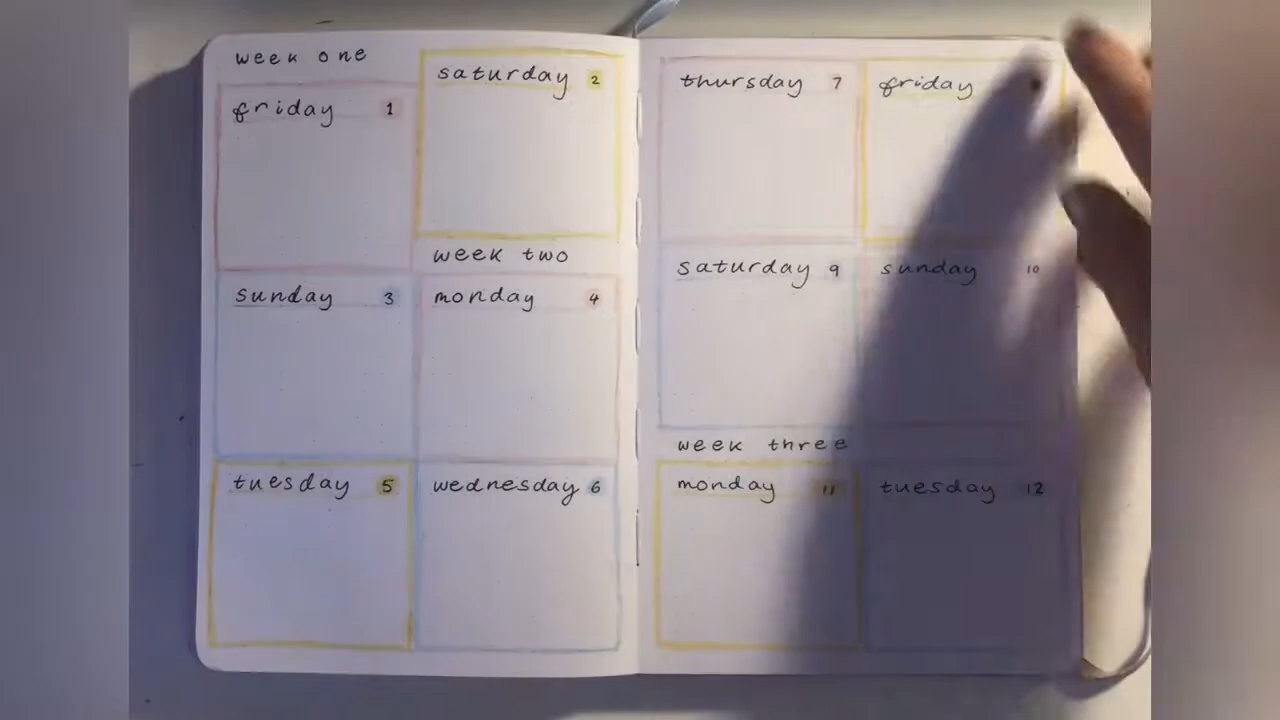 week one
friday 1
saturday 2
sunday 3
week two
monday 4
tuesday 5
wednesday 6
thursday 7
friday
saturday 9
sunday 10
week three
monday 11
tuesday 12